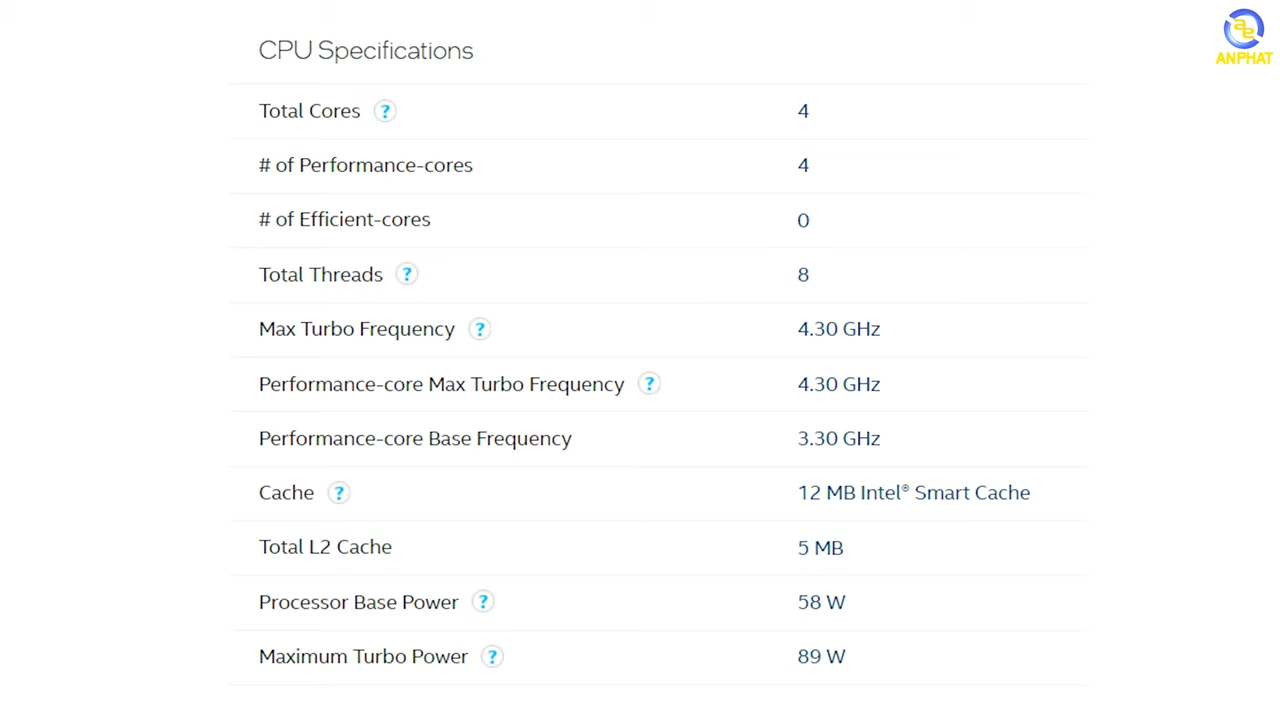 ae
ANPHAT
CPU Specifications
Total Cores ? 4
# of Performance-cores 4
# of Efficient-cores 0
Total Threads ? 8
Max Turbo Frequency ? 4.30 GHz
Performance-core Max Turbo Frequency ? 4.30 GHz
Performance-core Base Frequency 3.30 GHz
Cache ? 12 MB Intel® Smart Cache
Total L2 Cache 5 MB
Processor Base Power ? 58 W
Maximum Turbo Power ? 89 W